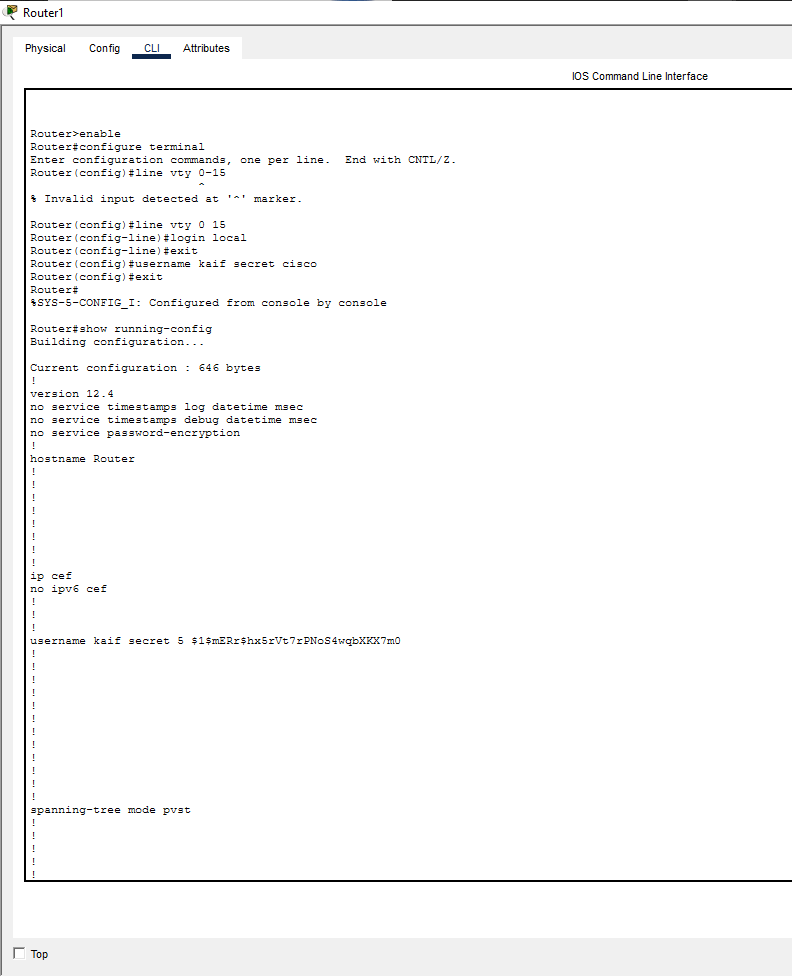 Router1
Physical Config CLI Attributes
IOS Command Line Interface
Router>enable
Router#configure terminal
Enter configuration commands, one per line.  End with CNTL/Z.
Router(config)#line vty 0-15
^
% Invalid input detected at '^' marker.
Router(config)#line vty 0 15
Router(config-line)#login local
Router(config-line)#exit
Router(config)#username kaif secret cisco
Router(config)#exit
Router#
%SYS-5-CONFIG_I: Configured from console by console
Router#show running-config
Building configuration...
Current configuration : 646 bytes
!
version 12.4
no service timestamps log datetime msec
no service timestamps debug datetime msec
no service password-encryption
!
hostname Router
!
!
!
!
!
!
!
!
ip cef
no ipv6 cef
!
!
!
username kaif secret 5 $1$mERr$hx5rVt7rPNoS4wqbXKX7m0
!
!
!
!
!
!
!
!
!
!
!
!
spanning-tree mode pvst
!
!
!
!
!
Top